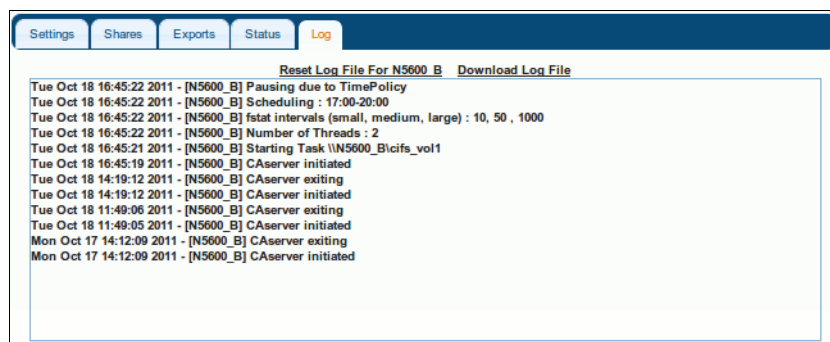 Settings Shares Exports Status Log
Reset Log File For N5600_B Download Log File
Tue Oct 18 16:45:22 2011 - [N5600_B] Pausing due to TimePolicy
Tue Oct 18 16:45:22 2011 - [N5600_B] Scheduling : 17:00-20:00
Tue Oct 18 16:45:22 2011 - [N5600_B] fstat intervals (small, medium, large) : 10, 50 , 1000
Tue Oct 18 16:45:22 2011 - [N5600_B] Number of Threads : 2
Tue Oct 18 16:45:21 2011 - [N5600_B] Starting Task \\N5600_B\cifs_vol1
Tue Oct 18 16:45:19 2011 - [N5600_B] CAserver initiated
Tue Oct 18 14:19:12 2011 - [N5600_B] CAserver exiting
Tue Oct 18 14:19:12 2011 - [N5600_B] CAserver initiated
Tue Oct 18 11:49:06 2011 - [N5600_B] CAserver exiting
Tue Oct 18 11:49:05 2011 - [N5600_B] CAserver initiated
Mon Oct 17 14:12:09 2011 - [N5600_B] CAserver exiting
Mon Oct 17 14:12:09 2011 - [N5600_B] CAserver initiated